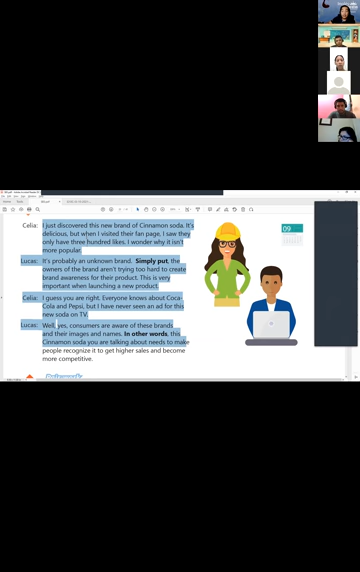 Celia: I just discovered this new brand of Cinnamon soda. It's
delicious, but when I visited their fan page, I saw they
only have three hundred likes. I wonder why it isn't
more popular.
Lucas: It's probably an unknown brand. Simply put, the
owners of the brand aren't trying too hard to create
brand awareness for their product. This is very
important when launching a new product.
Celia: I guess you are right. Everyone knows about Coca-
Cola and Pepsi, but I have never seen an ad for this
new soda on TV.
Lucas: Well, yes, consumers are aware of these brands
and their images and names. In other words, this
Cinnamon soda you are talking about needs to make
people recognize it to get higher sales and become
more competitive.
09